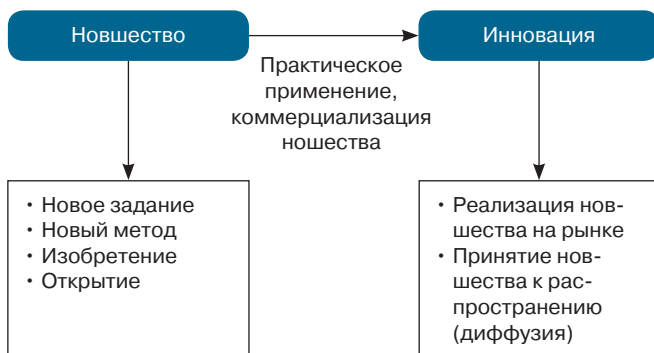 Новшество
Инновация
Практическое
применение,
коммерциализация
ношества
· Новое задание
· Новый метод
· Изобретение
· Открытие
· Реализация нов-
шества на рынке
· Принятие нов-
шества к рас-
пространению
(диффузия)